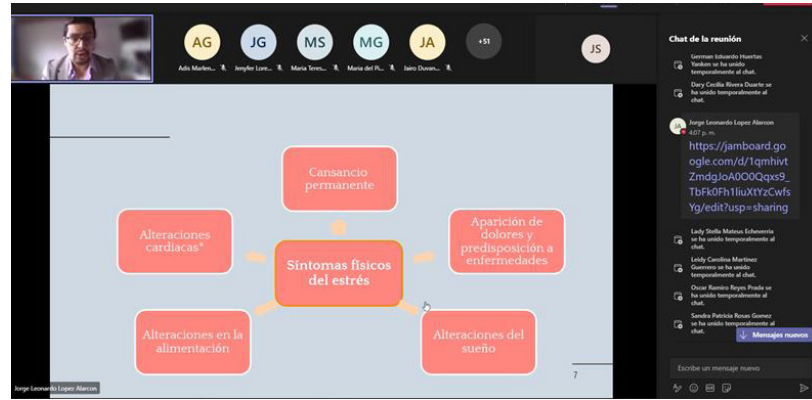 AG
JG
MS
MG
JA
+51
JS
Adis Marlen...
Jenyfer Lore...
Maria Teres...
Maria del Pi...
Jairo Duvan...
Cansancio
permanente
Alteraciones
cardiacas*
Aparición de
dolores y
predisposición a
enfermedades
Síntomas físicos
del estrés
Alteraciones en la
alimentación
Alteraciones del
sueño
7
Jorge Leonardo Lopez Alarcon
Chat de la reunión
German Eduardo Huertas
Yanken se ha unido
temporalmente al chat.
Dary Cecilia Rivera Duarte se
ha unido temporalmente al
chat.
JA
Jorge Leonardo Lopez Alarcon
4:07 p. m.
https://jamboard.go
ogle.com/d/1qmhivt
ZmdgJoA0O0Qqxs9_
TbFk0Fh1liuXtYzCwfs
Yg/edit?usp=sharing
Lady Stella Mateus Echeverria
se ha unido temporalmente al
chat.
Leidy Carolina Martinez
Guerrero se ha unido
temporalmente al chat.
Oscar Ramiro Reyes Prada se
ha unido temporalmente al
chat.
Sandra Patricia Rosas Gomez
se ha unido temporalmente al
chat.
Mensajes nuevos
Escribe un mensaje nuevo